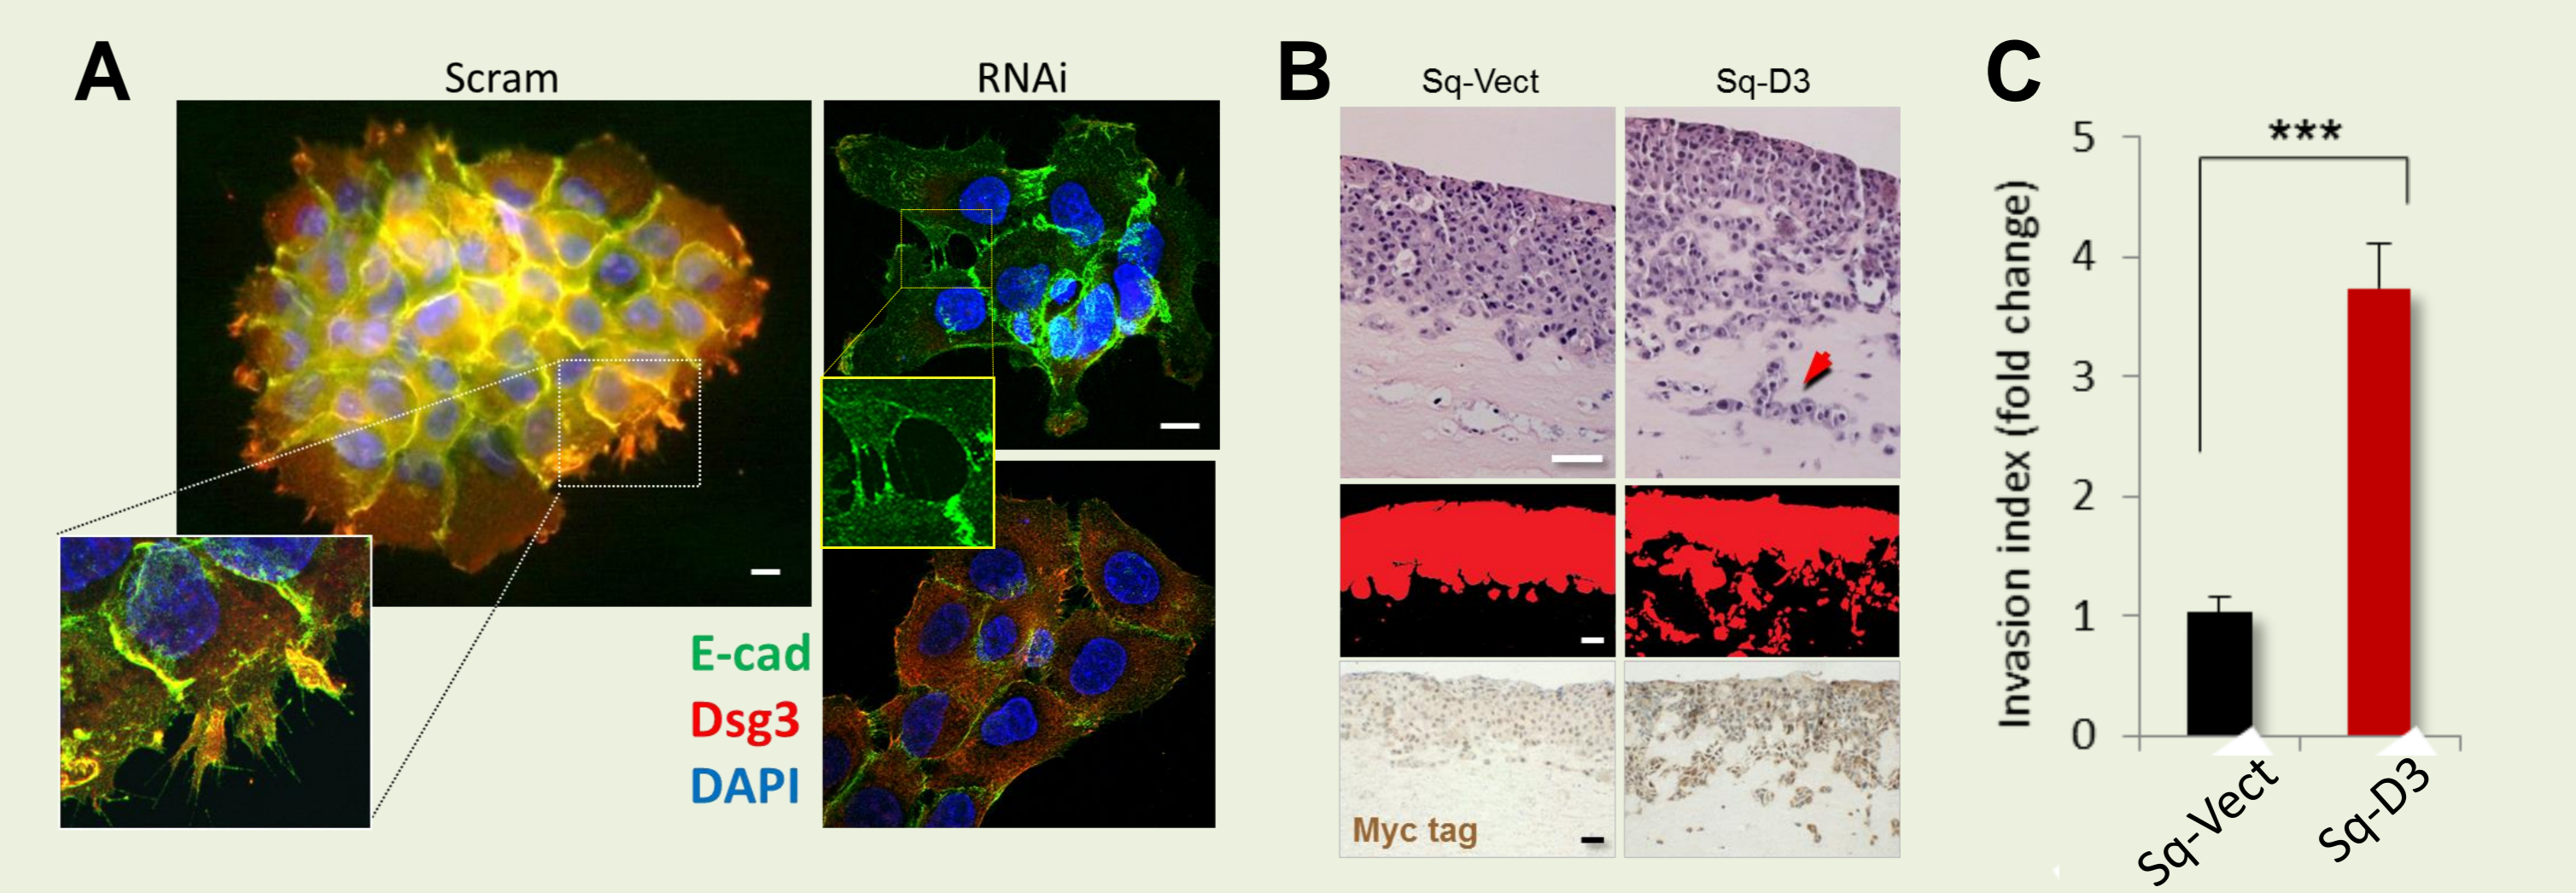 A
Scram
RNAi
E-cad
Dsg3
DAPI
B
Sq-Vect
Sq-D3
Myc tag
C
***
Invasion index (fold change)
5
4
3
2
1
0
Sq-Vect
Sq-D3